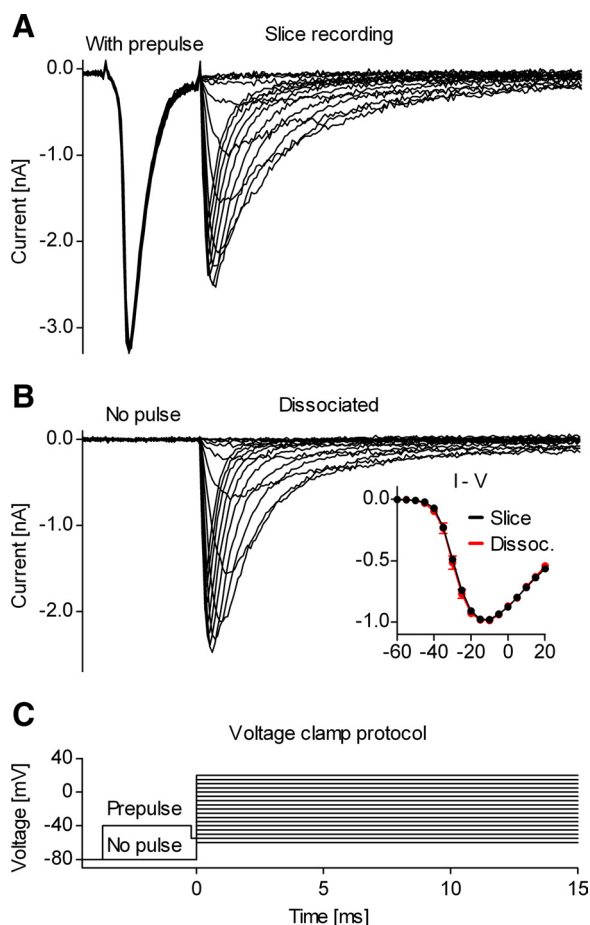 A
With prepulse
Slice recording
0.0
-1.0
-2.0
-3.0
Current [nA]
B
No pulse
Dissociated
0.0
-1.0
-2.0
Current [nA]
I - V
0.0
-0.5
-1.0
Slice
Dissoc.
-60 -40 -20 0 20
C
Voltage clamp protocol
40
0
-40
-80
Voltage [mV]
Prepulse
No pulse
0 5 10 15
Time [ms]